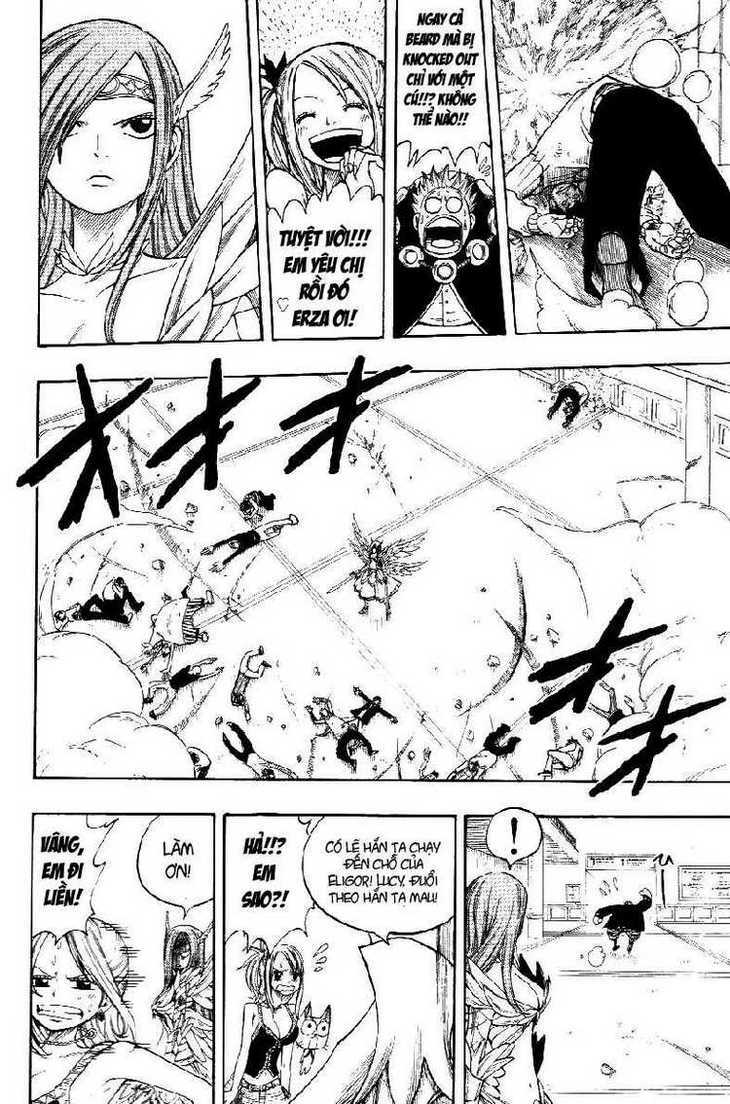 NGAY CẢ
BEARD MÀ BỊ
KNOCKED OUT
CHỈ VỚI MỘT
CÚ!!? KHÔNG
THỂ NÀO!!
TUYỆT VỜI!!!
EM YÊU CHỊ
RỒI ĐÓ
ERZA ƠI!
!
CÓ LẼ HẮN TA CHẠY
ĐẾN CHỖ CỦA
ELIGOR! LUCY, ĐUỔI
THEO HẮN TA MAU!
HẢ!!?
EM
SAO?!
LÀM
ƠN!
VÂNG,
EM ĐI
LIỀN!